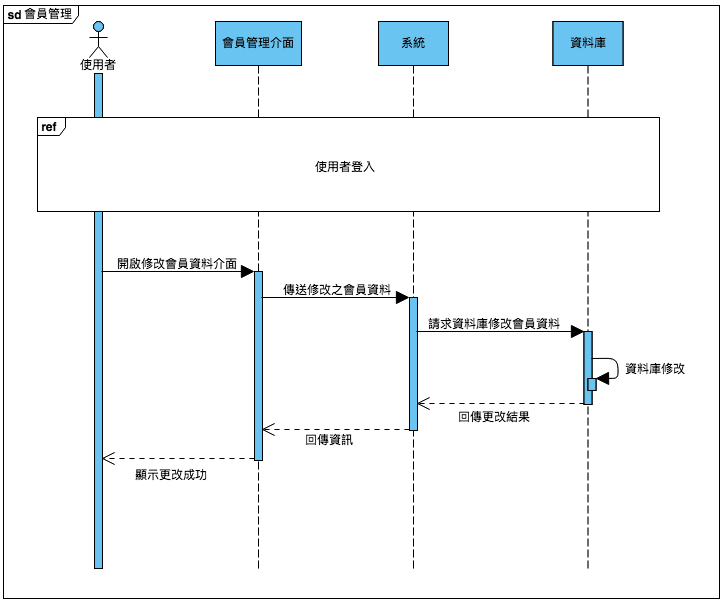 sd 會員管理
使用者
會員管理介面
系統
資料庫
ref
使用者登入
開啟修改會員資料介面
傳送修改之會員資料
請求資料庫修改會員資料
資料庫修改
回傳更改結果
回傳資訊
顯示更改成功